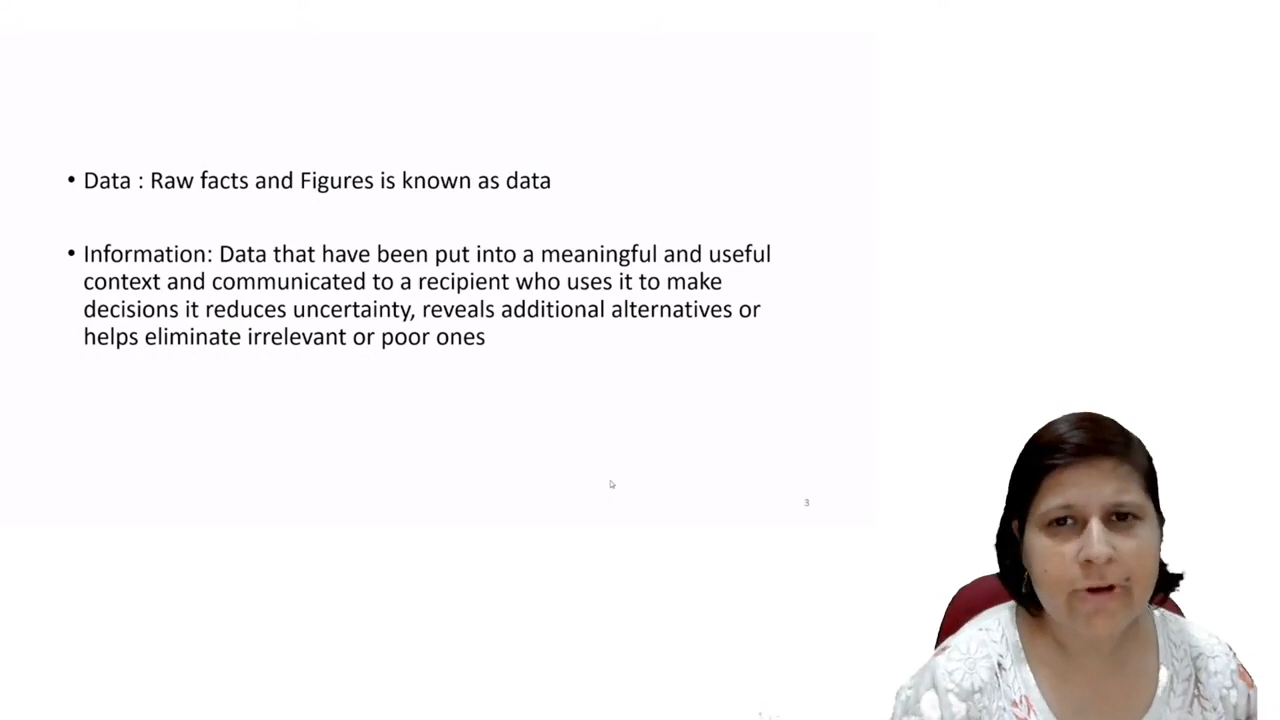 • Data : Raw facts and Figures is known as data
• Information: Data that have been put into a meaningful and useful
context and communicated to a recipient who uses it to make
decisions it reduces uncertainty, reveals additional alternatives or
helps eliminate irrelevant or poor ones
3